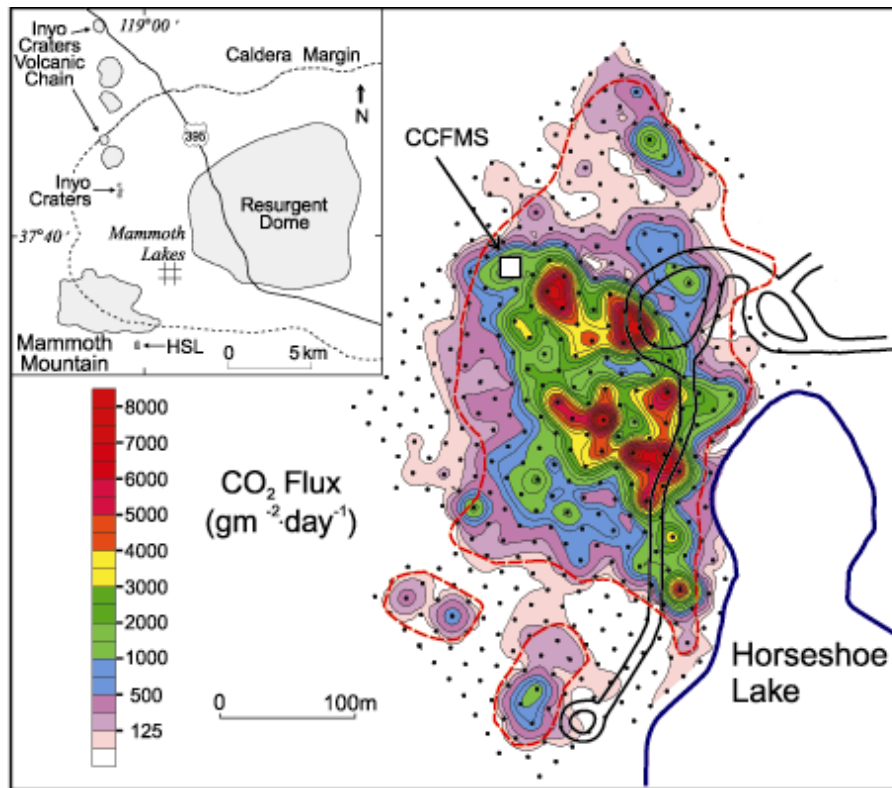 Inyo
Craters
Volcanic
Chain
119°00 '
Caldera Margin
N
395
Inyo
Craters
Resurgent
Dome
Mammoth
Lakes
37°40 '
Mammoth
Mountain
HSL
0 5 km
CCFMS
8000
7000
6000
5000
4000
3000
2000
1000
500
125
CO₂ Flux
(gm ⁻²·day⁻¹)
0 100m
Horseshoe
Lake